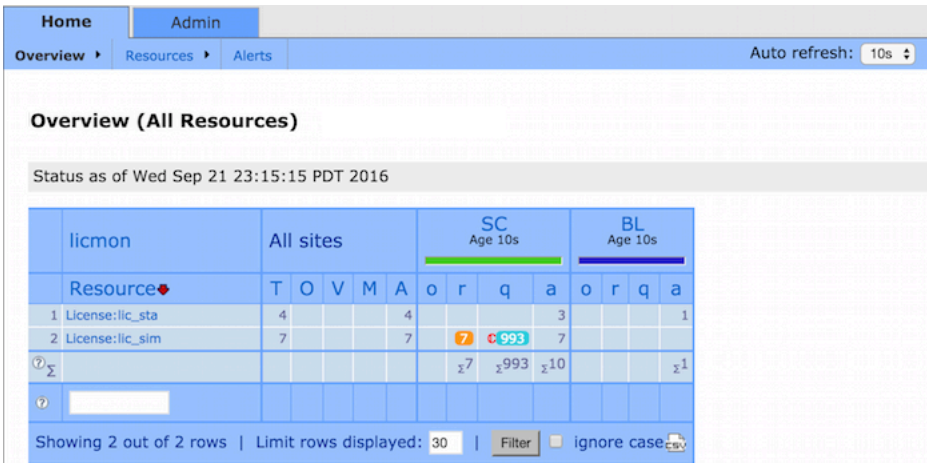 Home Admin
Overview Resources Alerts Auto refresh: 10s
Overview (All Resources)
Status as of Wed Sep 21 23:15:15 PDT 2016
licmon All sites SC BL
Age 10s Age 10s
Resource T O V M A o r q a o r q a
1 License:lic_sta 4 4 3 1
2 License:lic_sim 7 7 7 ¢ 993 7
? Σ Σ7 Σ993 Σ10 Σ1
?
Showing 2 out of 2 rows | Limit rows displayed: 30 | Filter ignore case CSV